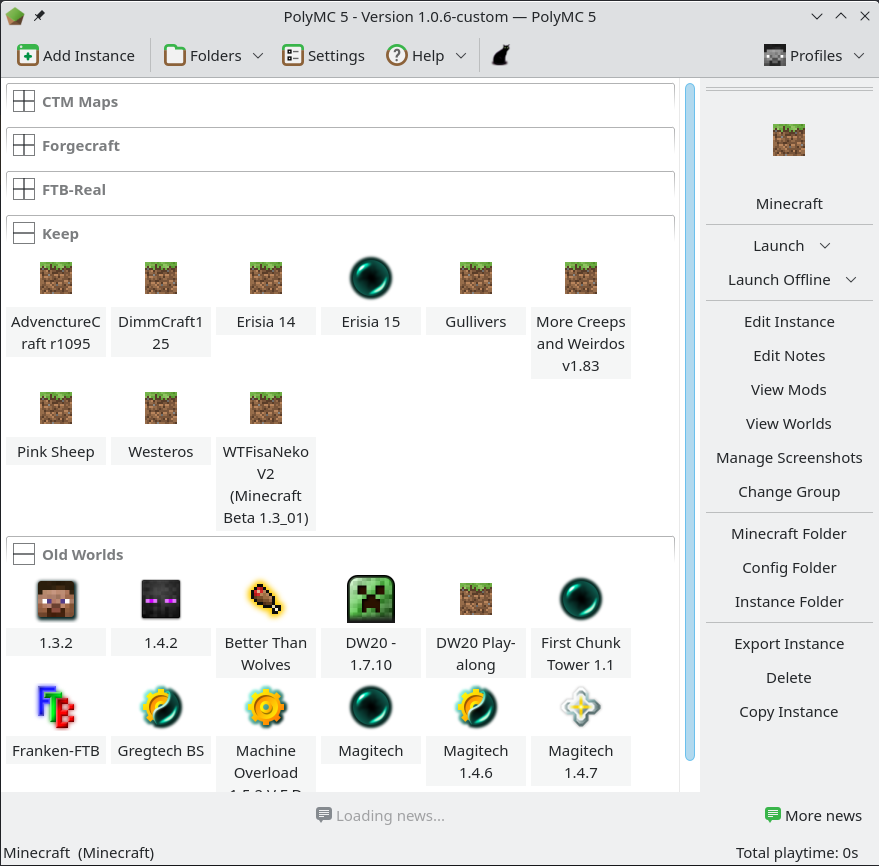 PolyMC 5 - Version 1.0.6-custom — PolyMC 5
Add Instance Folders Settings Help Profiles
CTM Maps
Forgecraft
FTB-Real
Keep
AdvenctureC
raft r1095
DimmCraft1
25
Erisia 14
Erisia 15
Gullivers
More Creeps
and Weirdos
v1.83
Pink Sheep
Westeros
WTFisaNeko
V2
(Minecraft
Beta 1.3_01)
Old Worlds
1.3.2
1.4.2
Better Than
Wolves
DW20 -
1.7.10
DW20 Play-
along
First Chunk
Tower 1.1
FTB
Franken-FTB
Gregtech BS
Machine
Overload
Magitech
Magitech
1.4.6
Magitech
1.4.7
Minecraft
Launch
Launch Offline
Edit Instance
Edit Notes
View Mods
View Worlds
Manage Screenshots
Change Group
Minecraft Folder
Config Folder
Instance Folder
Export Instance
Delete
Copy Instance
Loading news...
More news
Minecraft (Minecraft)
Total playtime: 0s